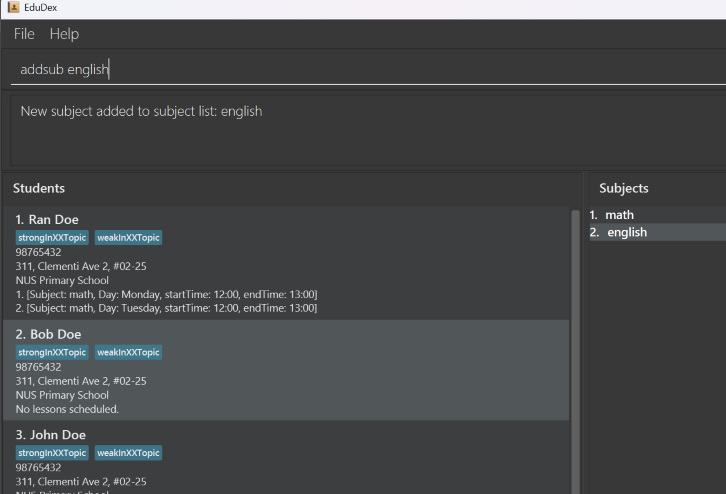 EduDex
File Help
addsub english
New subject added to subject list: english
Students
1. Ran Doe
strongInXXTopic weakInXXTopic
98765432
311, Clementi Ave 2, #02-25
NUS Primary School
1. [Subject: math, Day: Monday, startTime: 12:00, endTime: 13:00]
2. [Subject: math, Day: Tuesday, startTime: 12:00, endTime: 13:00]
2. Bob Doe
strongInXXTopic weakInXXTopic
98765432
311, Clementi Ave 2, #02-25
NUS Primary School
No lessons scheduled.
3. John Doe
strongInXXTopic weakInXXTopic
98765432
311, Clementi Ave 2, #02-25
NUS Primary School
Subjects
1. math
2. english